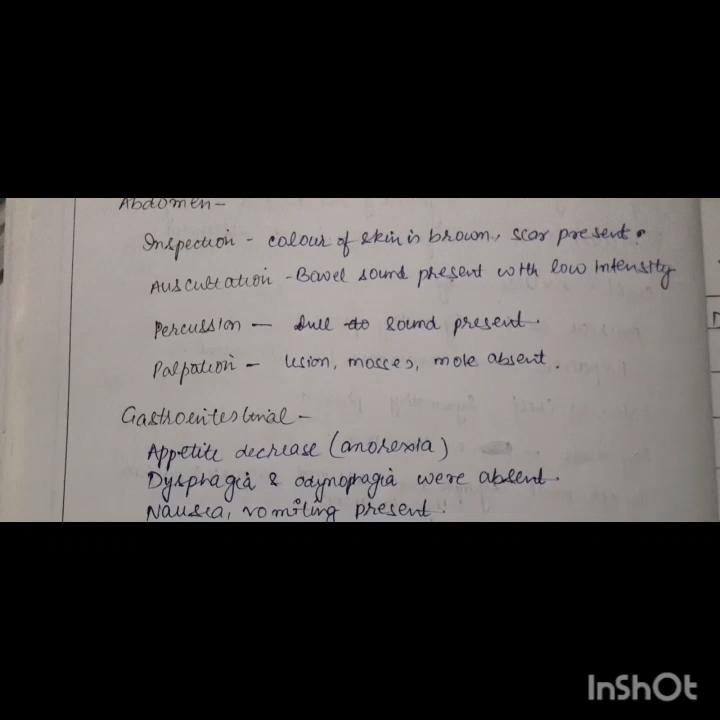 Abdomen -
Inspection - colour of skin is brown, scar present.
Auscultation - Bowel sound present with low intensity
Percussion - dull to sound present.
Palpation - lesion, masses, mole absent.
Gastrointestinal -
Appetite decrease (anorexia)
Dysphagia & odynophagia were absent.
Nausea, vomiting present.
InShOt